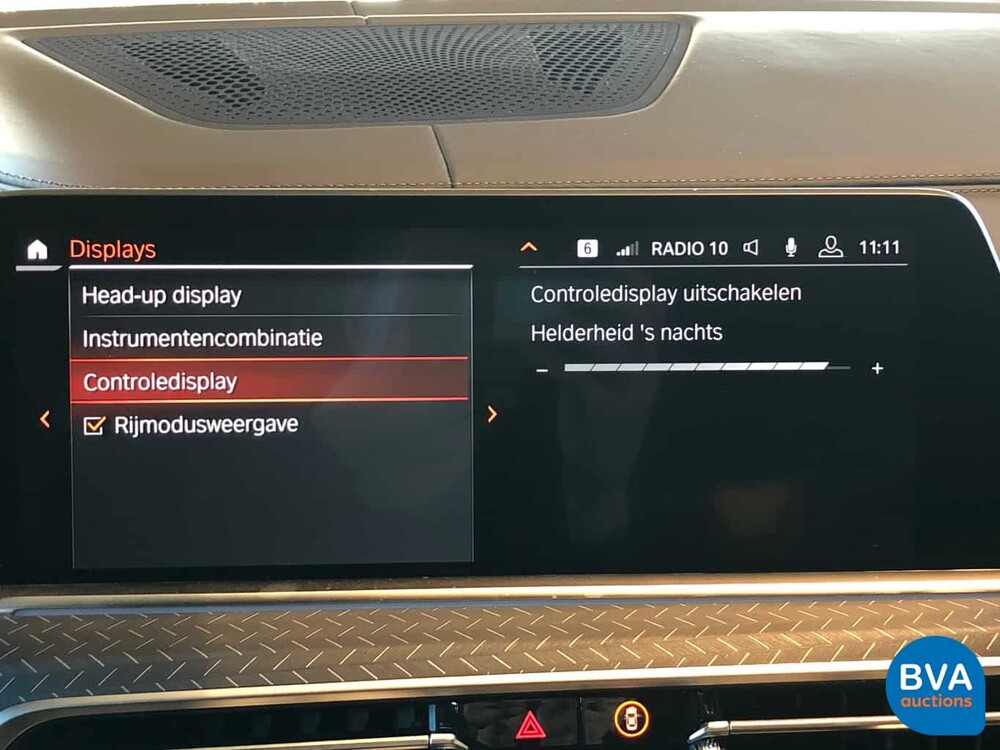 Displays
6 RADIO 10 11:11
Head-up display
Instrumentencombinatie
Controledisplay
Rijmodusweergave
Controledisplay uitschakelen
Helderheid 's nachts
- +
BVA
auctions